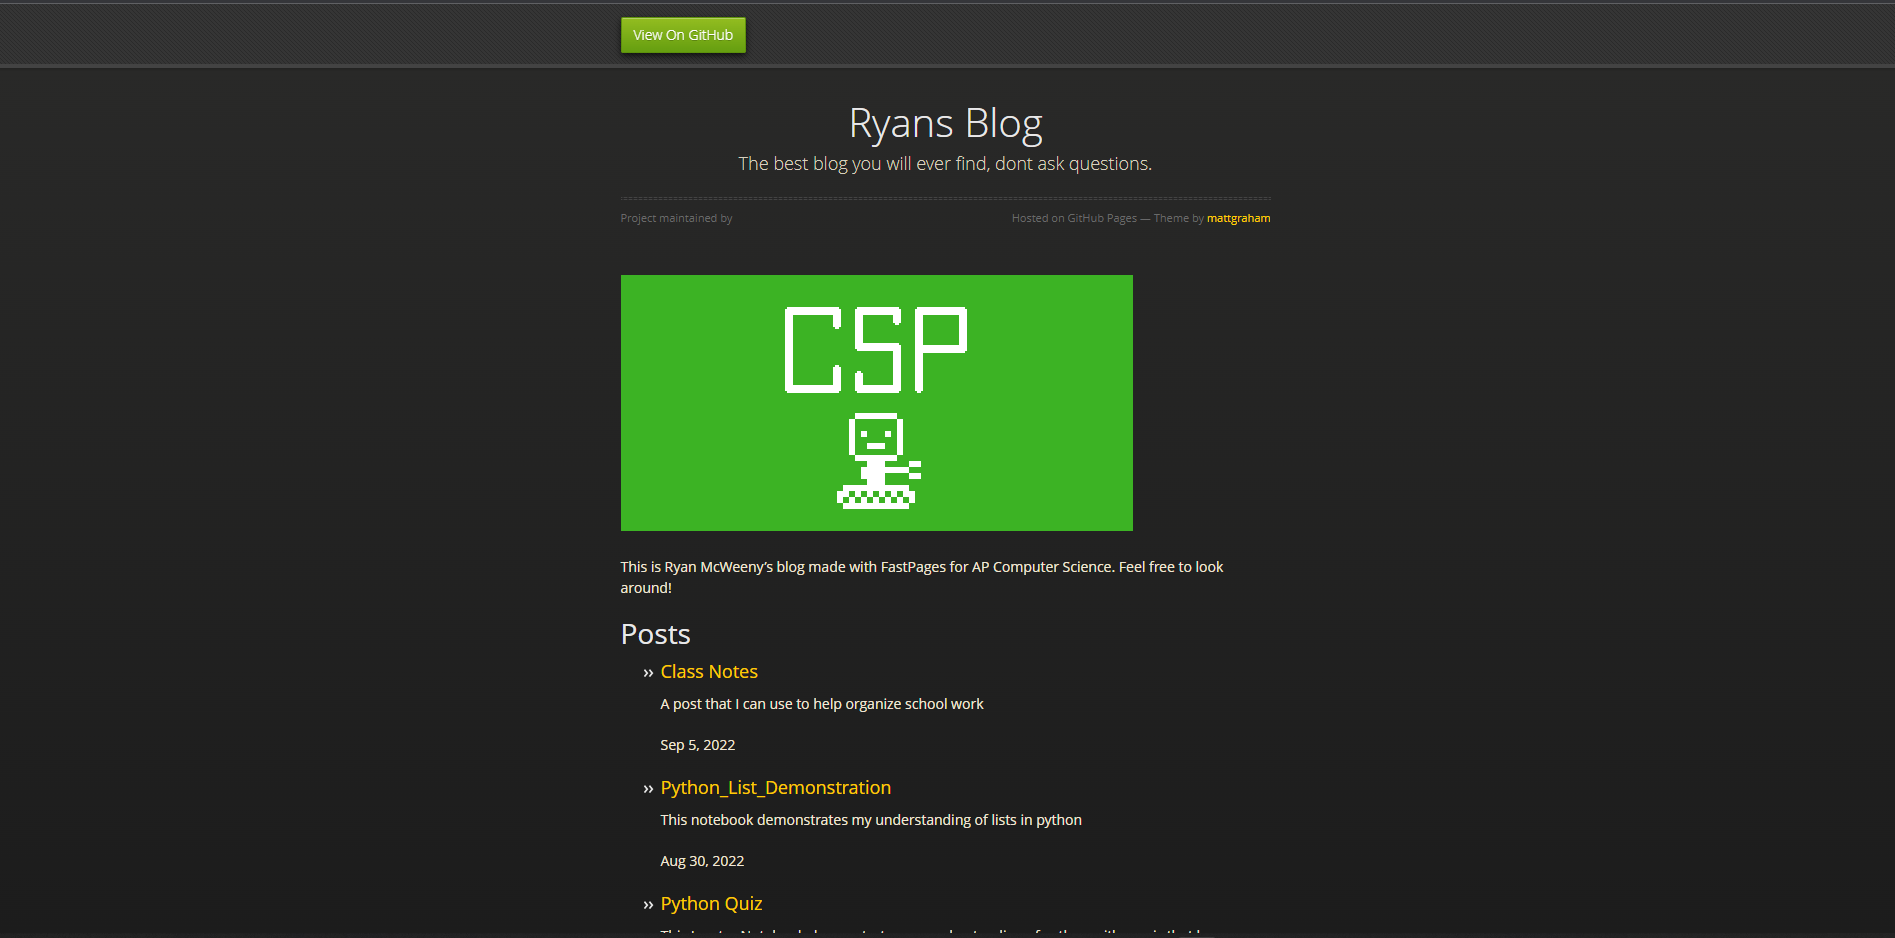 View On GitHub
Ryans Blog
The best blog you will ever find, dont ask questions.
Project maintained by
Hosted on GitHub Pages — Theme by mattgraham
CSP
This is Ryan McWeeny’s blog made with FastPages for AP Computer Science. Feel free to look
around!
Posts
›› Class Notes
A post that I can use to help organize school work
Sep 5, 2022
›› Python_List_Demonstration
This notebook demonstrates my understanding of lists in python
Aug 30, 2022
›› Python Quiz